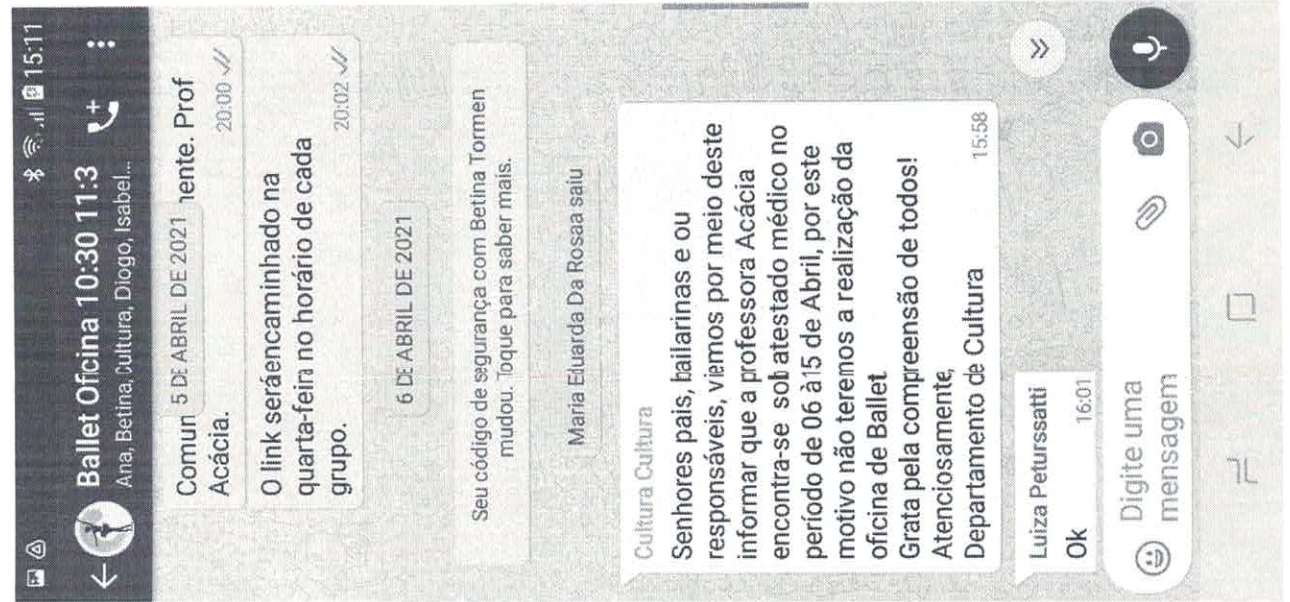 15:11
Ballet Oficina 10:30 11:3
Ana, Betina, Cultura, Diogo, Isabel...
5 DE ABRIL DE 2021
Comun nente. Prof
Acácia.
20:00
O link seráencaminhado na
quarta-feira no horário de cada
grupo.
20:02
6 DE ABRIL DE 2021
Seu código de segurança com Betina Tormen
mudou. Toque para saber mais.
Maria Eduarda Da Rosaa saiu
Cultura Cultura
Senhores pais, bailarinas e ou
responsáveis, viemos por meio deste
informar que a professora Acácia
encontra-se sob atestado médico no
período de 06 à15 de Abril, por este
motivo não teremos a realização da
oficina de Ballet
Grata pela compreensão de todos!
Atenciosamente,
Departamento de Cultura
15:58
Luiza Peturssatti
Ok
16:01
Digite uma
mensagem